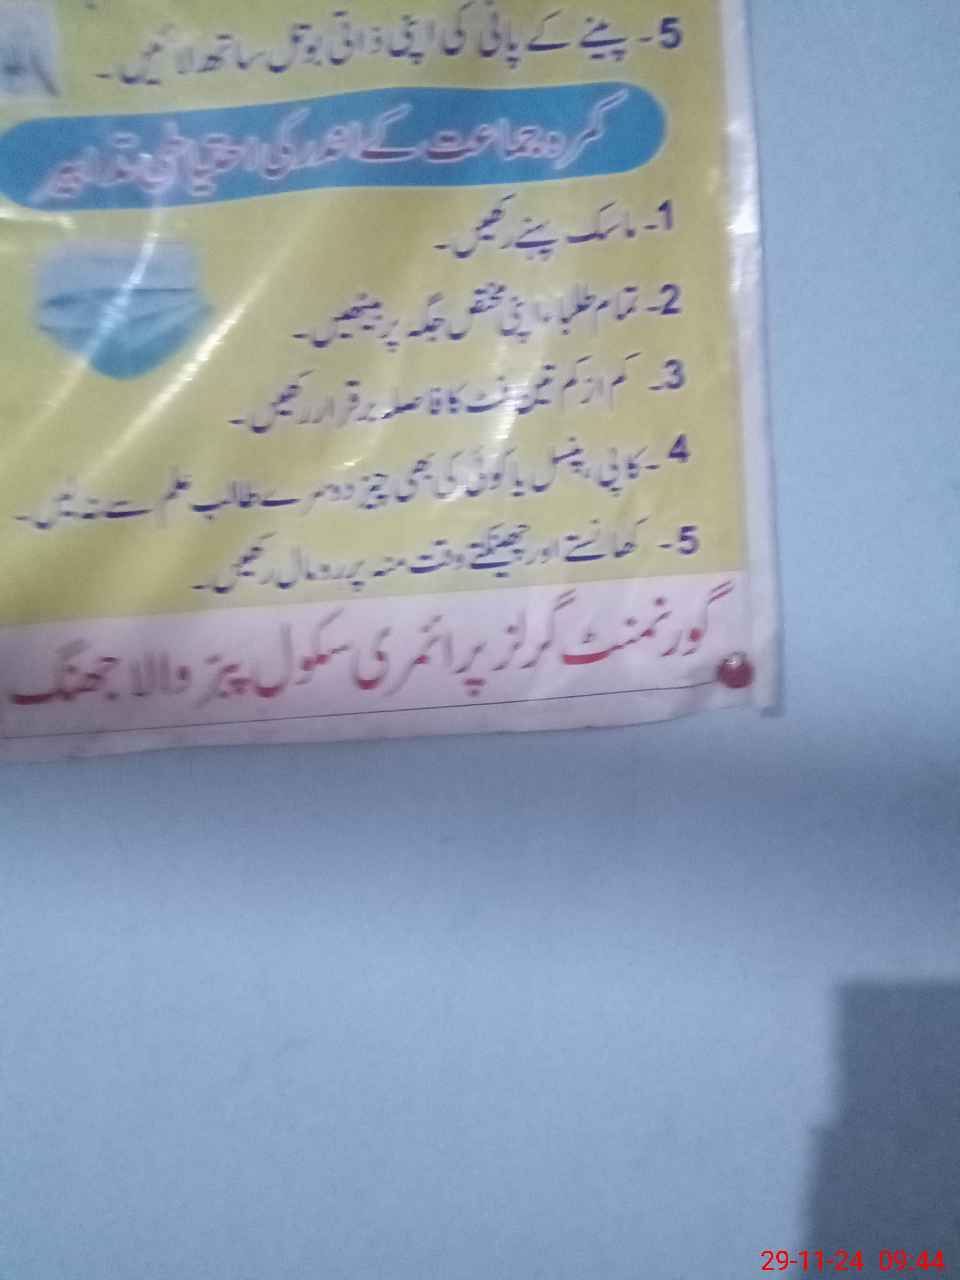 5۔ پینے کے پانی کی اپنی ذاتی بوتل ساتھ لائیں۔
کمرہ جماعت کے اندر کی احتیاطی تدابیر
1۔ ماسک پہنے رکھیں۔
2۔ تمام طلباء اپنی مختص جگہ پر بیٹھیں۔
3۔ کم از کم تین فٹ کا فاصلہ برقرار رکھیں۔
4۔ کاپی، پنسل یا کوئی بھی چیز دوسرے طالب علم سے نہ لیں۔
5۔ کھانستے اور چھینکتے وقت منہ پر رومال رکھیں۔
گورنمنٹ گرلز پرائمری سکول والا جھنگ
29-11-24 09:44